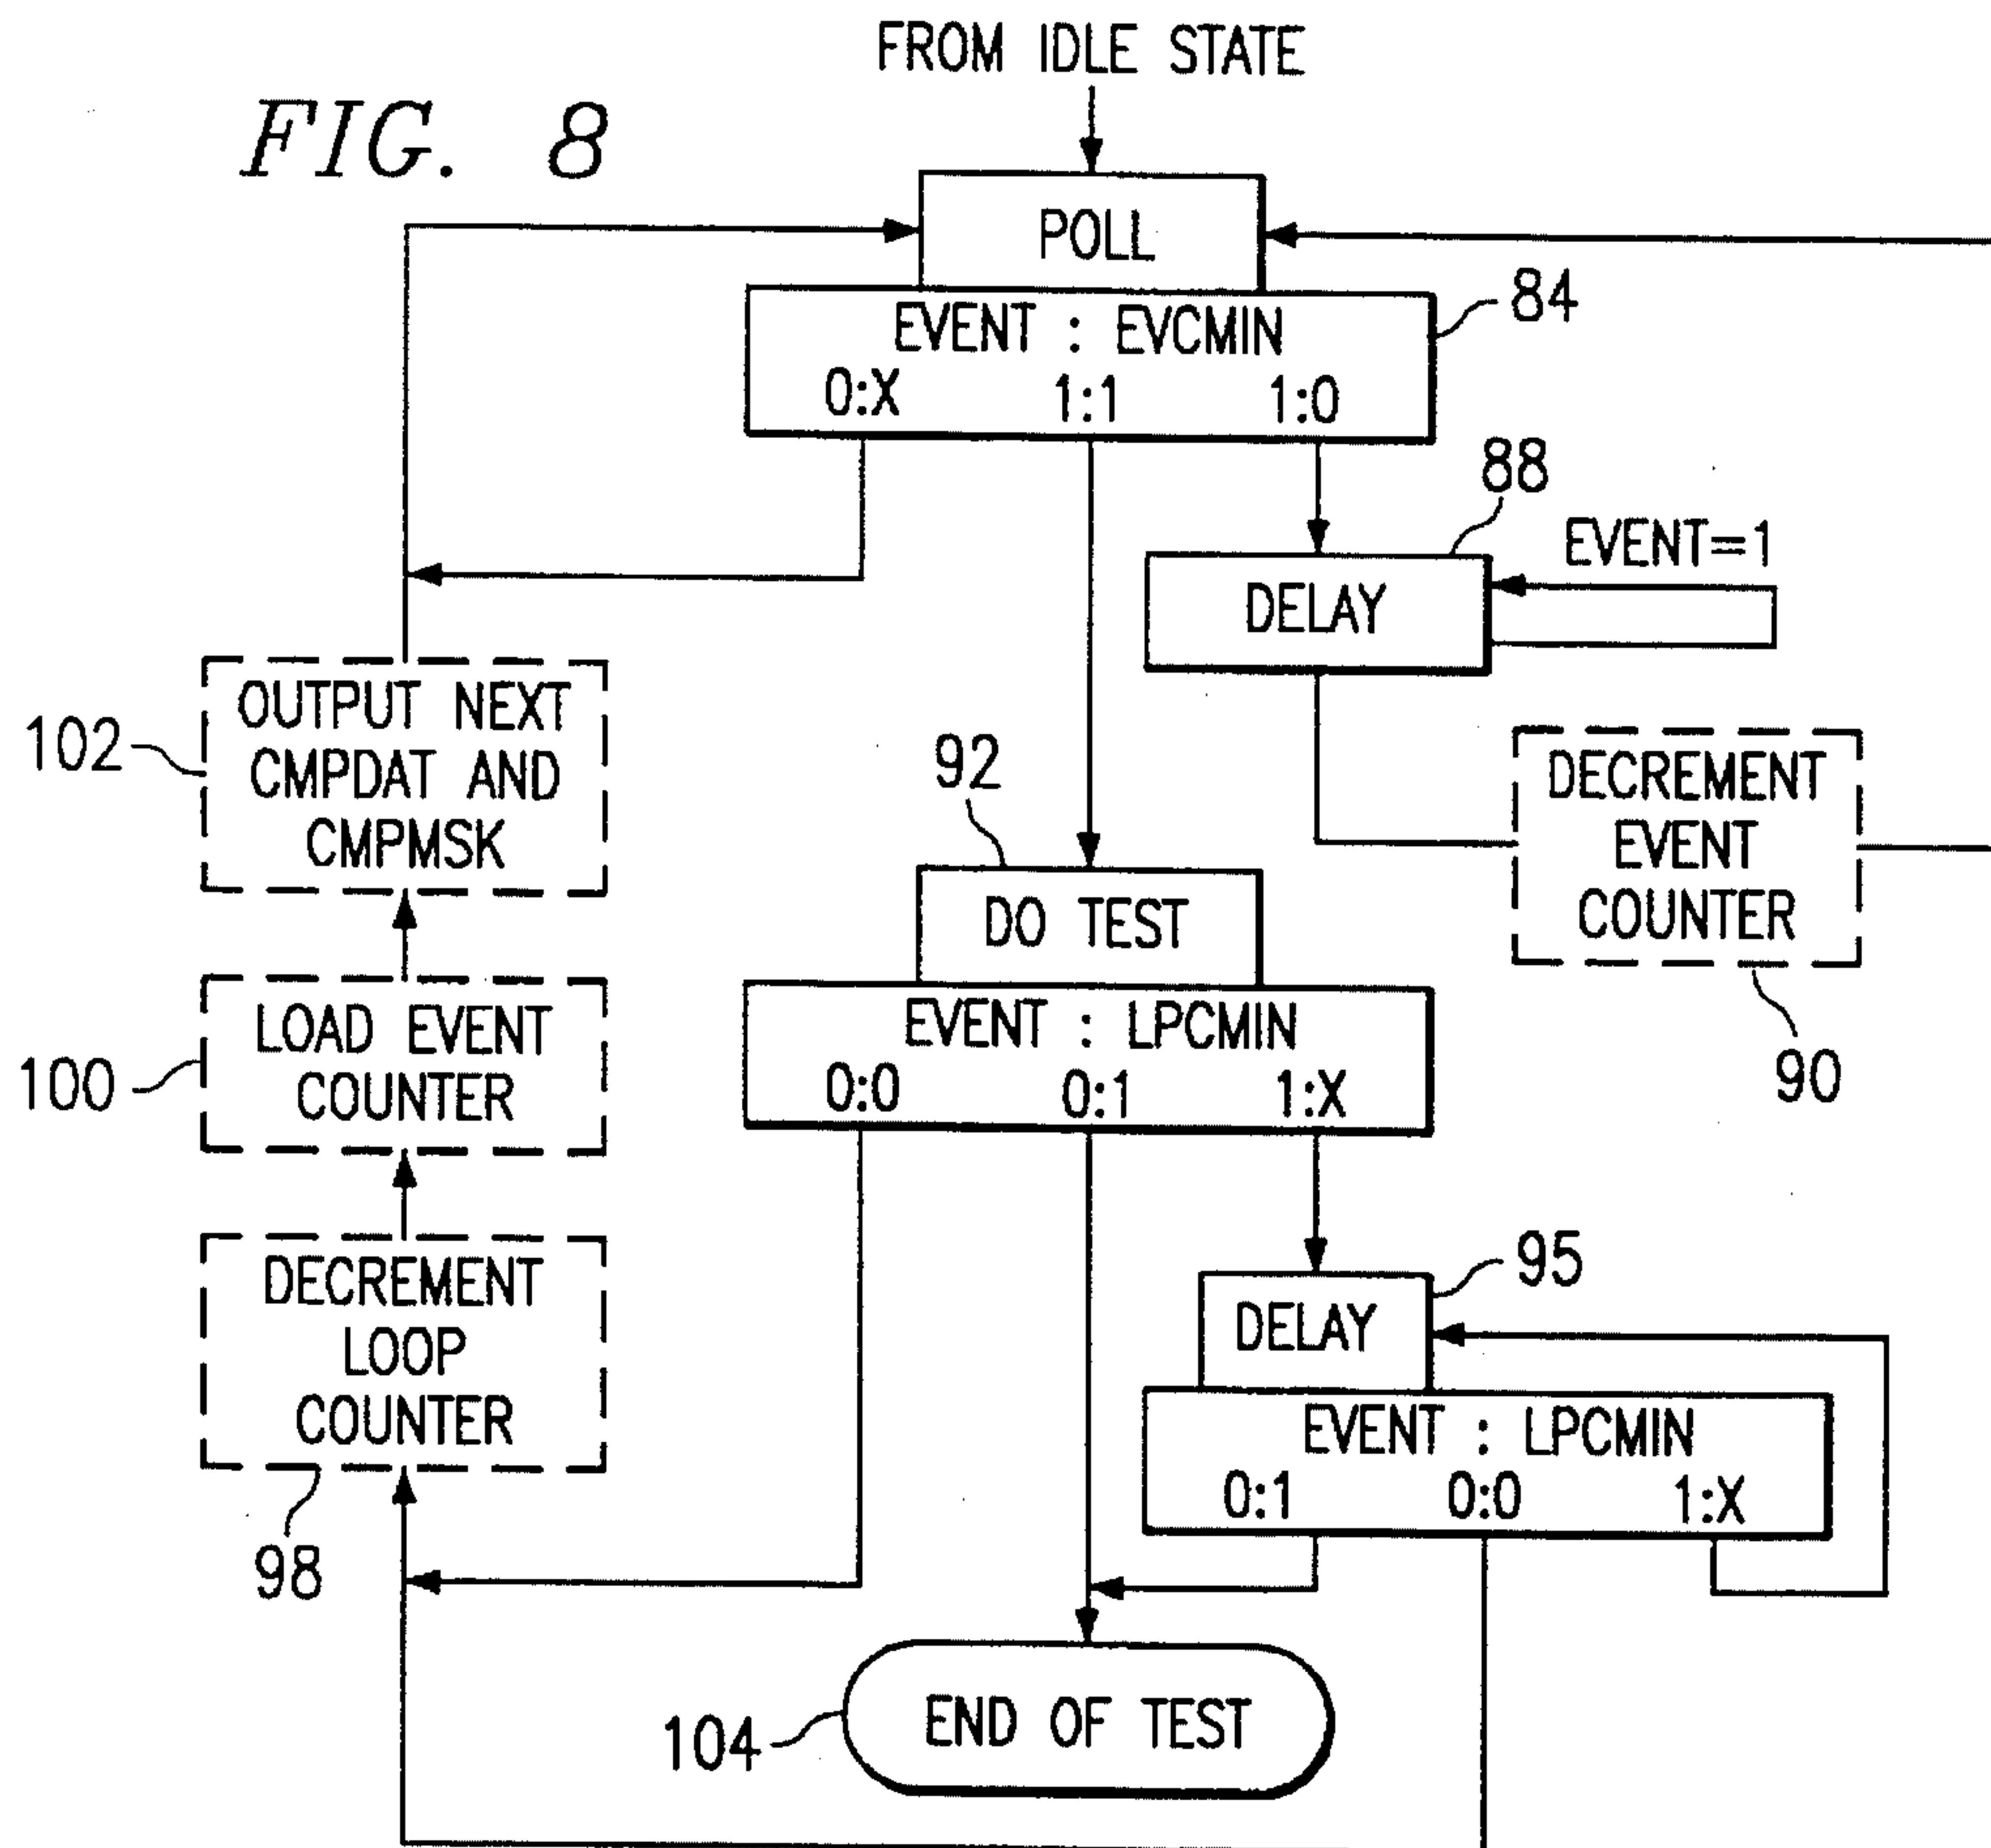 FROM IDLE STATE
FIG. 8
POLL
84
EVENT : EVCMIN
0:X 1:1 1:0
88
EVENT=1
DELAY
102
OUTPUT NEXT
CMPDAT AND
CMPMSK
92
DECREMENT
EVENT
COUNTER
90
DO TEST
EVENT : LPCMIN
0:0 0:1 1:X
100
LOAD EVENT
COUNTER
95
DELAY
DECREMENT
LOOP
COUNTER
98
EVENT : LPCMIN
0:1 0:0 1:X
104
END OF TEST